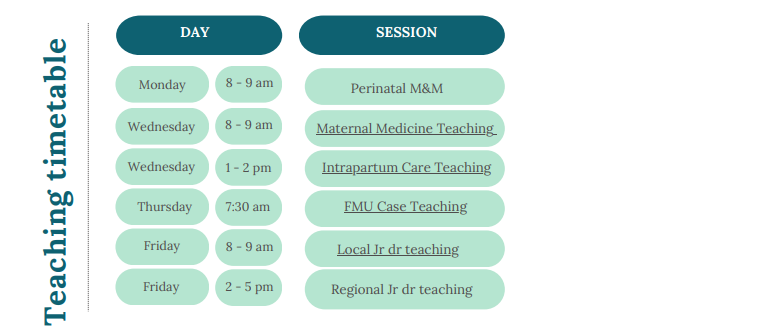 Teaching timetable
DAY SESSION
Monday 8 - 9 am Perinatal M&M
Wednesday 8 - 9 am Maternal Medicine Teaching
Wednesday 1 - 2 pm Intrapartum Care Teaching
Thursday 7:30 am FMU Case Teaching
Friday 8 - 9 am Local Jr dr teaching
Friday 2 - 5 pm Regional Jr dr teaching